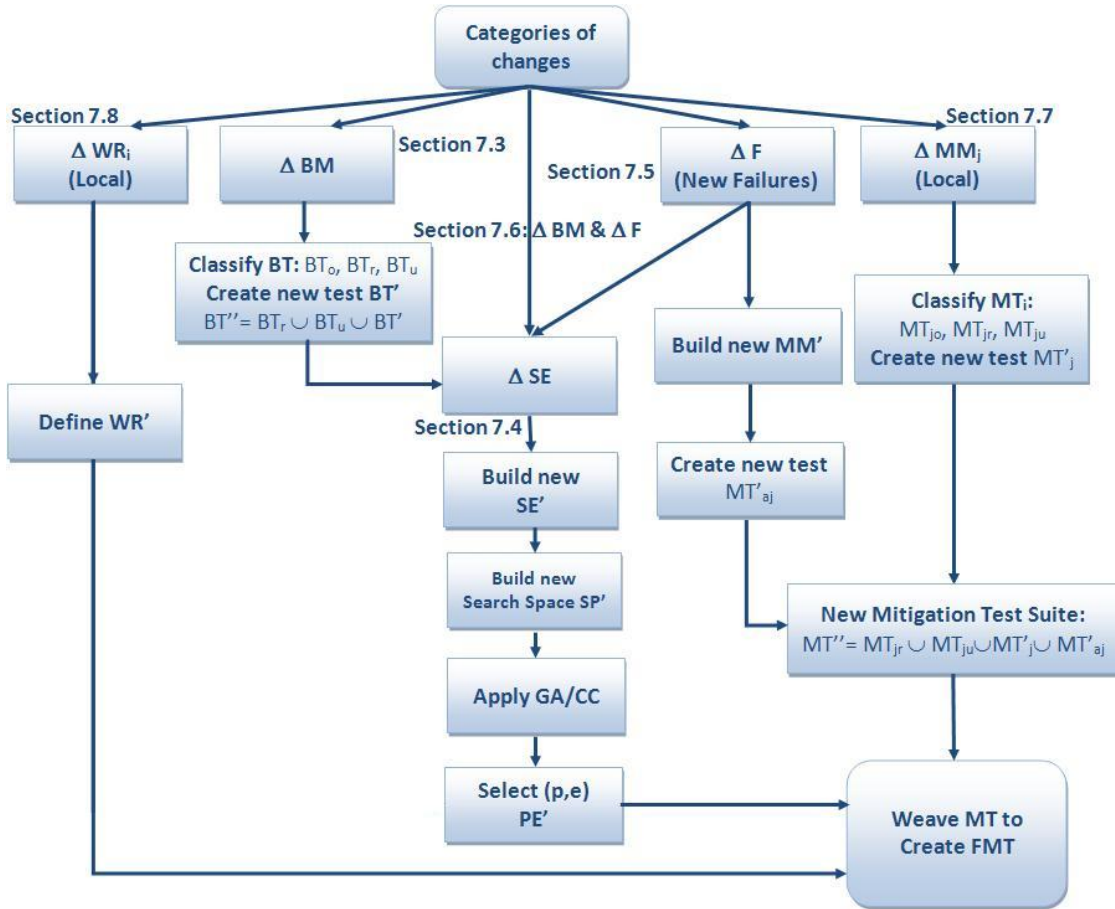 Categories of
changes
Section 7.8
Section 7.7
Δ WRᵢ
(Local)
Δ BM
Section 7.3
Section 7.5
Δ F
(New Failures)
Δ MMⱼ
(Local)
Section 7.6: Δ BM & Δ F
Classify BT: BTₒ, BTᵣ, BTᵤ
Create new test BT’
BT’’= BTᵣ ∪ BTᵤ ∪ BT’
Classify MTᵢ:
MTⱼₒ, MTⱼᵣ, MTⱼᵤ
Create new test MT’ⱼ
Build new MM’
Δ SE
Define WR’
Section 7.4
Build new
SE’
Create new test
MT’ₐⱼ
Build new
Search Space SP’
New Mitigation Test Suite:
MT’’= MTⱼᵣ ∪ MTⱼᵤ∪MT’ⱼ∪ MT’ₐⱼ
Apply GA/CC
Select (p,e)
PE’
Weave MT to
Create FMT